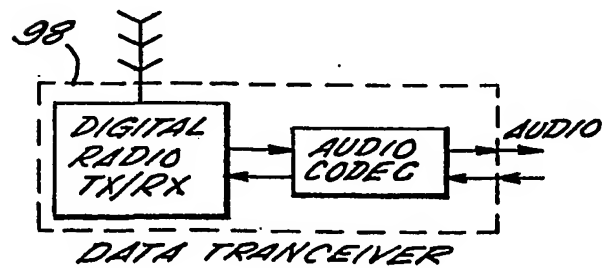 98
DIGITAL
RADIO
TX/RX
AUDIO
CODEC
AUDIO
DATA TRANCEIVER